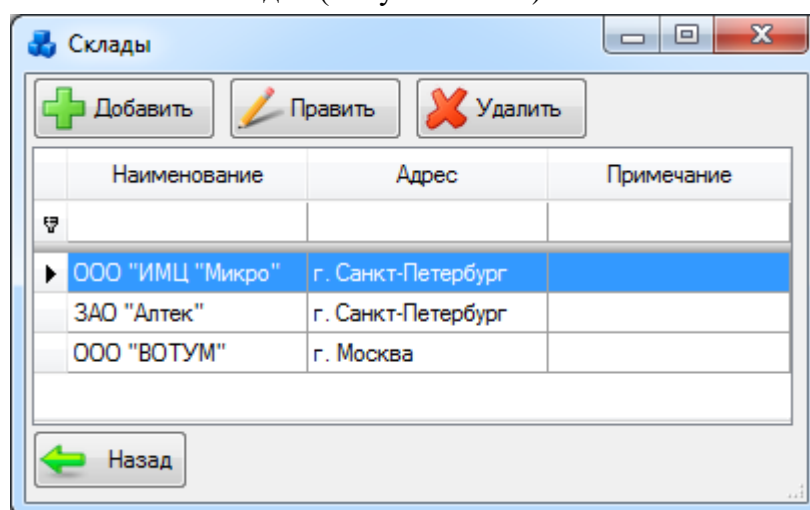 Склады
Добавить Править Удалить
Наименование Адрес Примечание
ООО "ИМЦ "Микро" г. Санкт-Петербург
ЗАО "Алтек" г. Санкт-Петербург
ООО "ВОТУМ" г. Москва
Назад